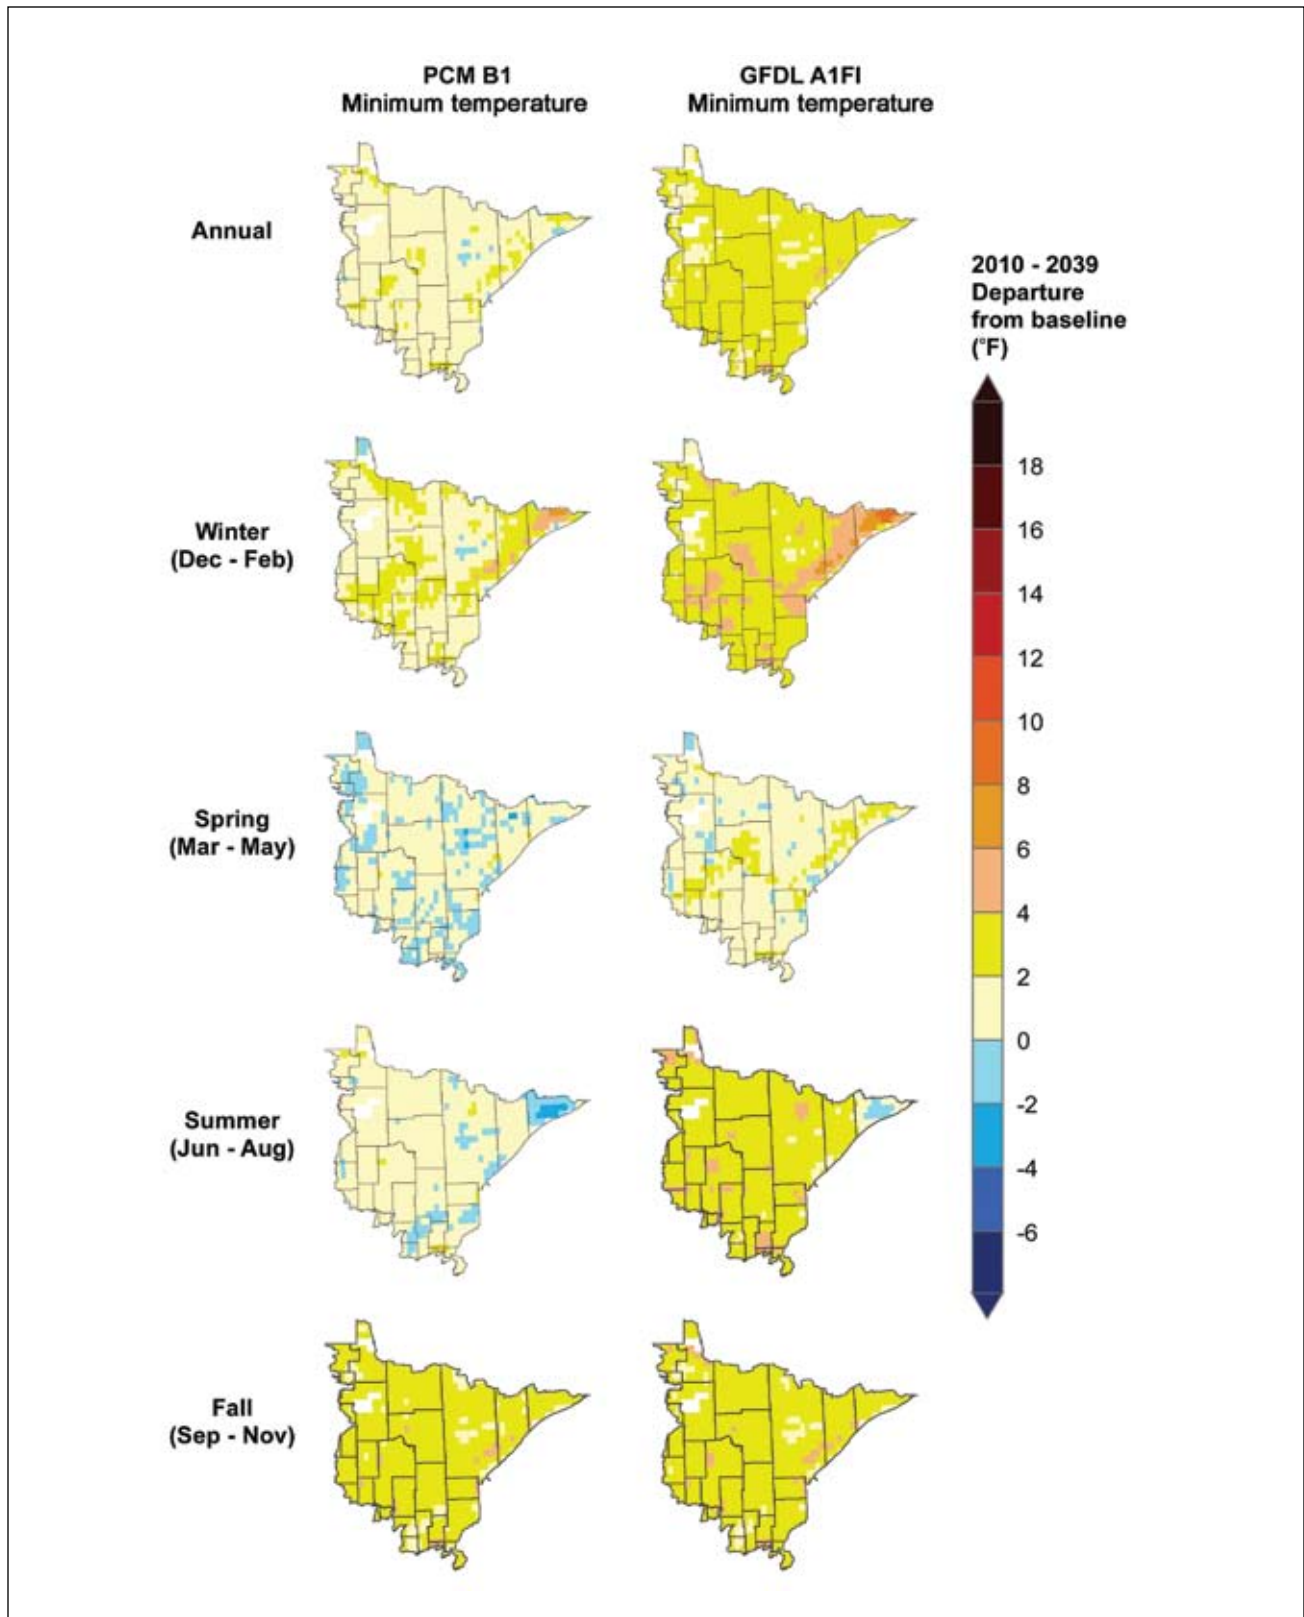 PCM B1
Minimum temperature
GFDL A1FI
Minimum temperature
Annual
2010 - 2039
Departure
from baseline
(°F)
Winter
(Dec - Feb)
Spring
(Mar - May)
Summer
(Jun - Aug)
Fall
(Sep - Nov)
18
16
14
12
10
8
6
4
2
0
-2
-4
-6